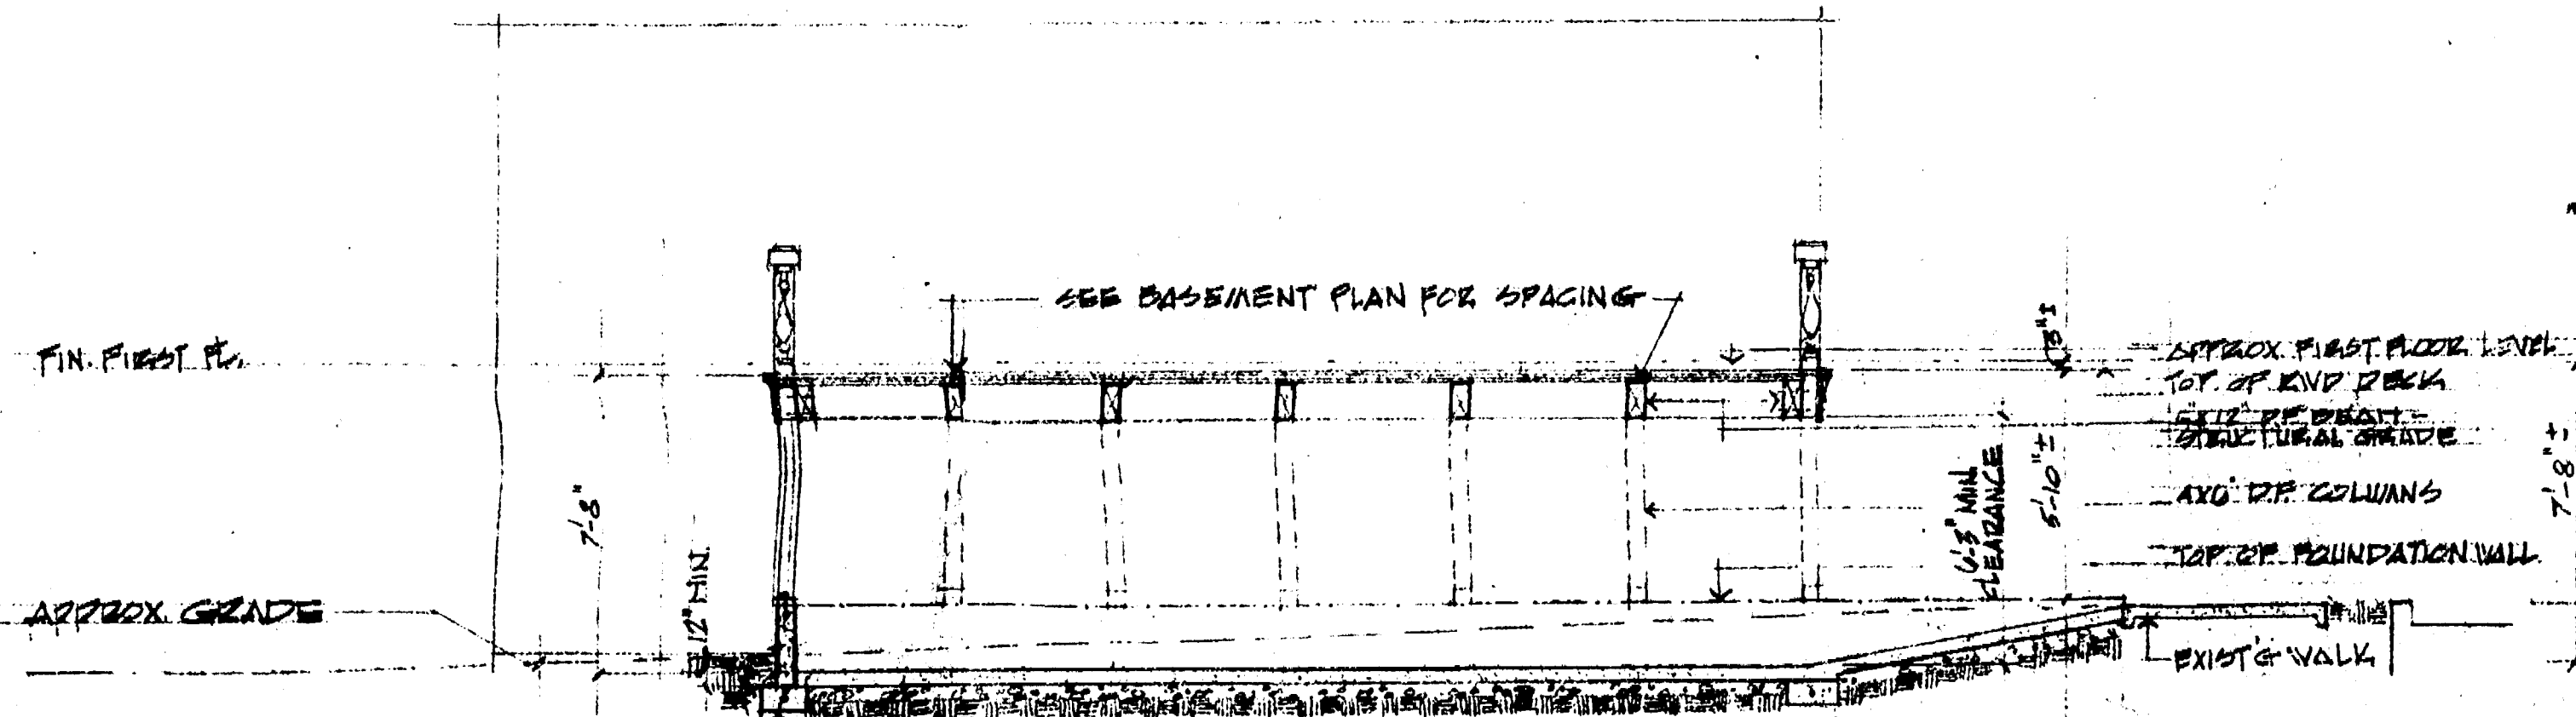 SEE BASEMENT PLAN FOR SPACING
FIN. FIRST FL.
APPROX. FIRST FLOOR LEVEL
TOP OF
DECK
5X12" D.F. BEAM -
STRUCTURAL GRADE
7'-8"
6'-3" MIN.
CLEARANCE
5'-10"±
7'-8"±
4X6" D.F. COLUMNS
12" MIN.
TOP OF FOUNDATION WALL
APPROX. GRADE
EXIST'G WALK